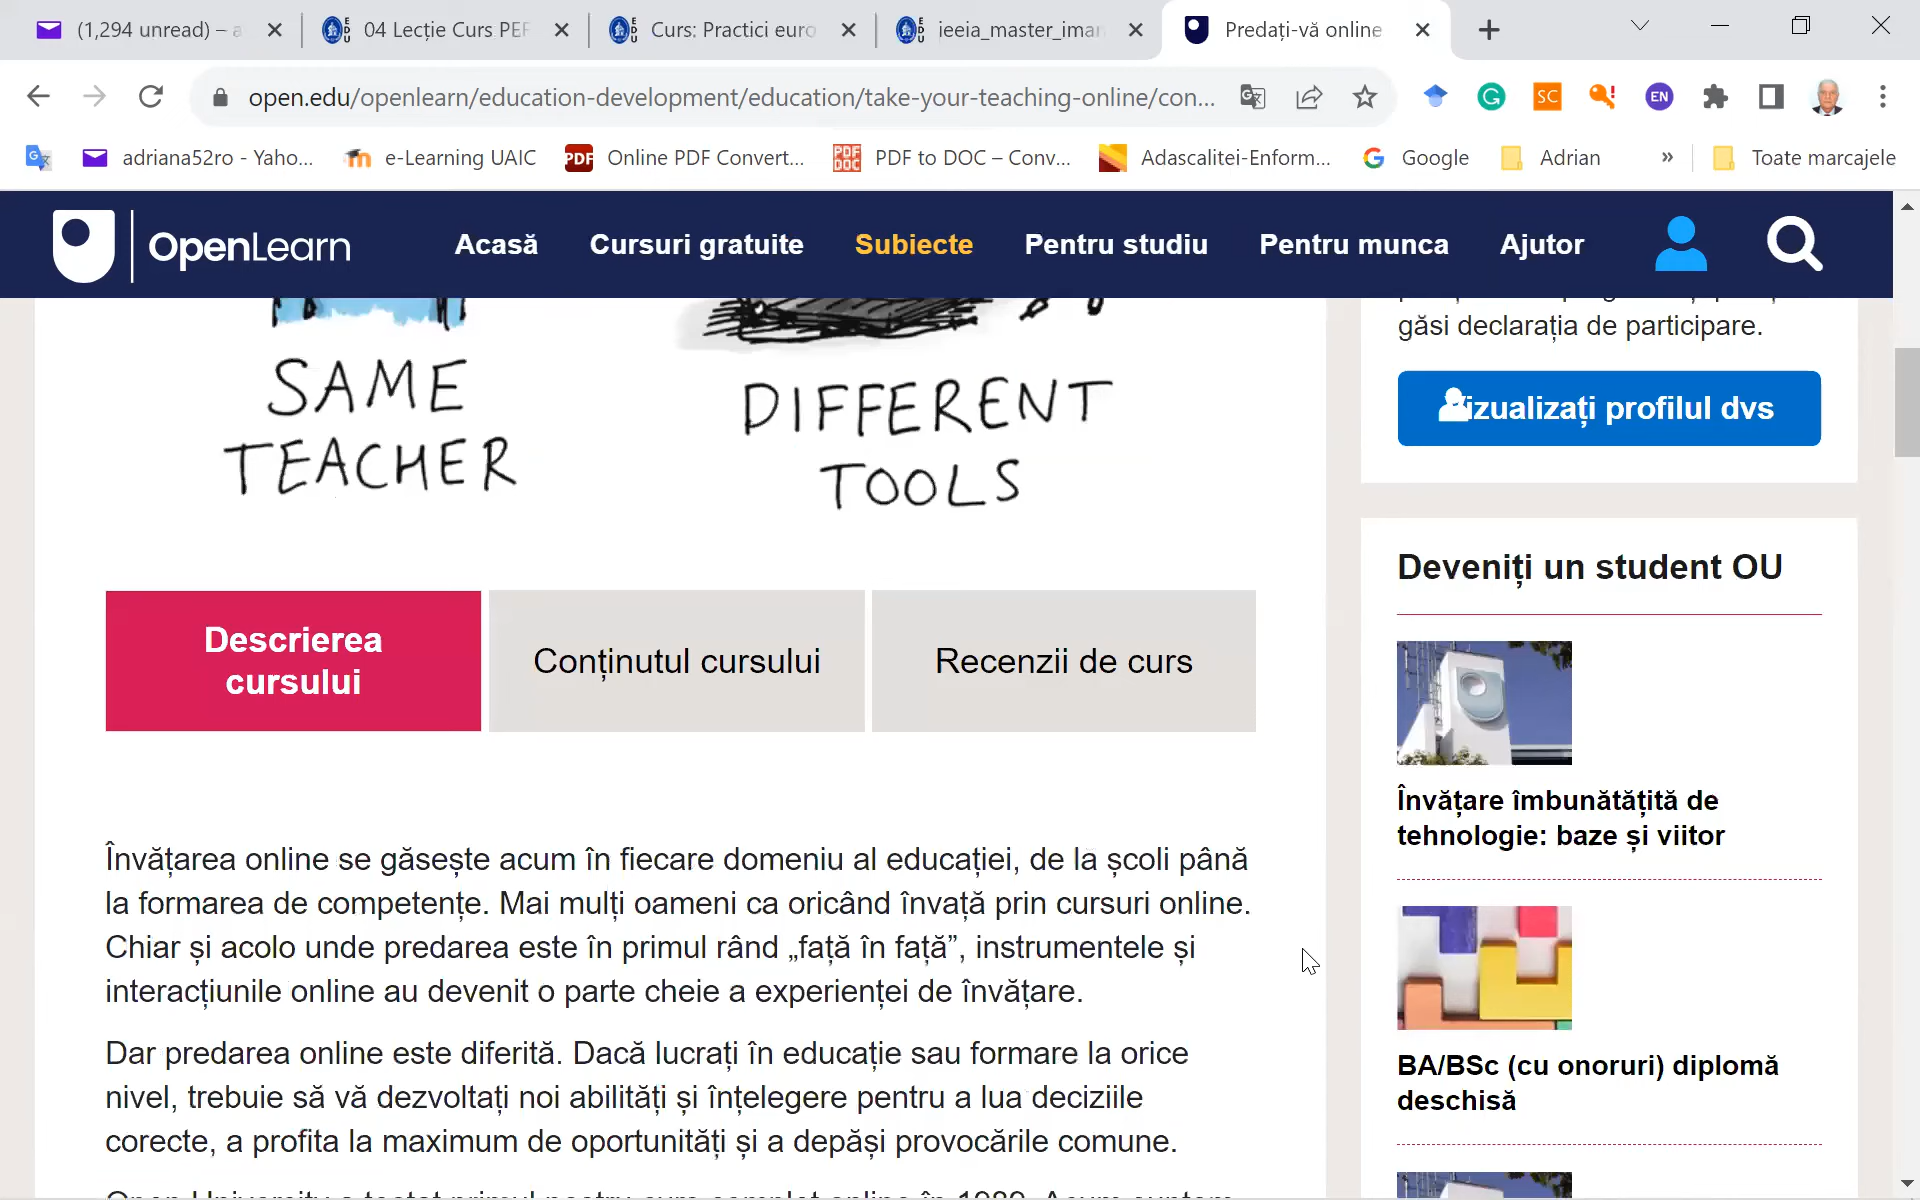 (1,294 unread) – a
04 Lecție Curs PEF
Curs: Practici euro
ieeia_master_imar
Predați-vă online
open.edu/openlearn/education-development/education/take-your-teaching-online/con...
SC
EN
adriana52ro - Yaho...
e-Learning UAIC
PDF
Online PDF Convert...
PDF
DOC
PDF to DOC – Conv...
Adascalitei-Enform...
Google
Adrian
»
Toate marcajele
OpenLearn
Acasă
Cursuri gratuite
Subiecte
Pentru studiu
Pentru munca
Ajutor
SAME
TEACHER
DIFFERENT
TOOLS
Descrierea
cursului
Conținutul cursului
Recenzii de curs
Învățarea online se găsește acum în fiecare domeniu al educației, de la școli până
la formarea de competențe. Mai mulți oameni ca oricând învață prin cursuri online.
Chiar și acolo unde predarea este în primul rând „față în față”, instrumentele și
interacțiunile online au devenit o parte cheie a experienței de învățare.
Dar predarea online este diferită. Dacă lucrați în educație sau formare la orice
nivel, trebuie să vă dezvoltați noi abilități și înțelegere pentru a lua deciziile
corecte, a profita la maximum de oportunități și a depăși provocările comune.
găsi declarația de participare.
izualizați profilul dvs
Deveniți un student OU
Învățare îmbunătățită de
tehnologie: baze și viitor
BA/BSc (cu onoruri) diplomă
deschisă